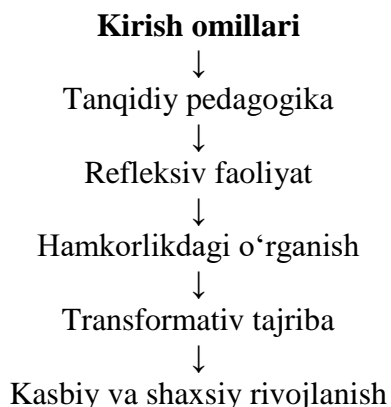 Kirish omillari
↓
Tanqidiy pedagogika
↓
Refleksiv faoliyat
↓
Hamkorlikdagi o‘rganish
↓
Transformativ tajriba
↓
Kasbiy va shaxsiy rivojlanish